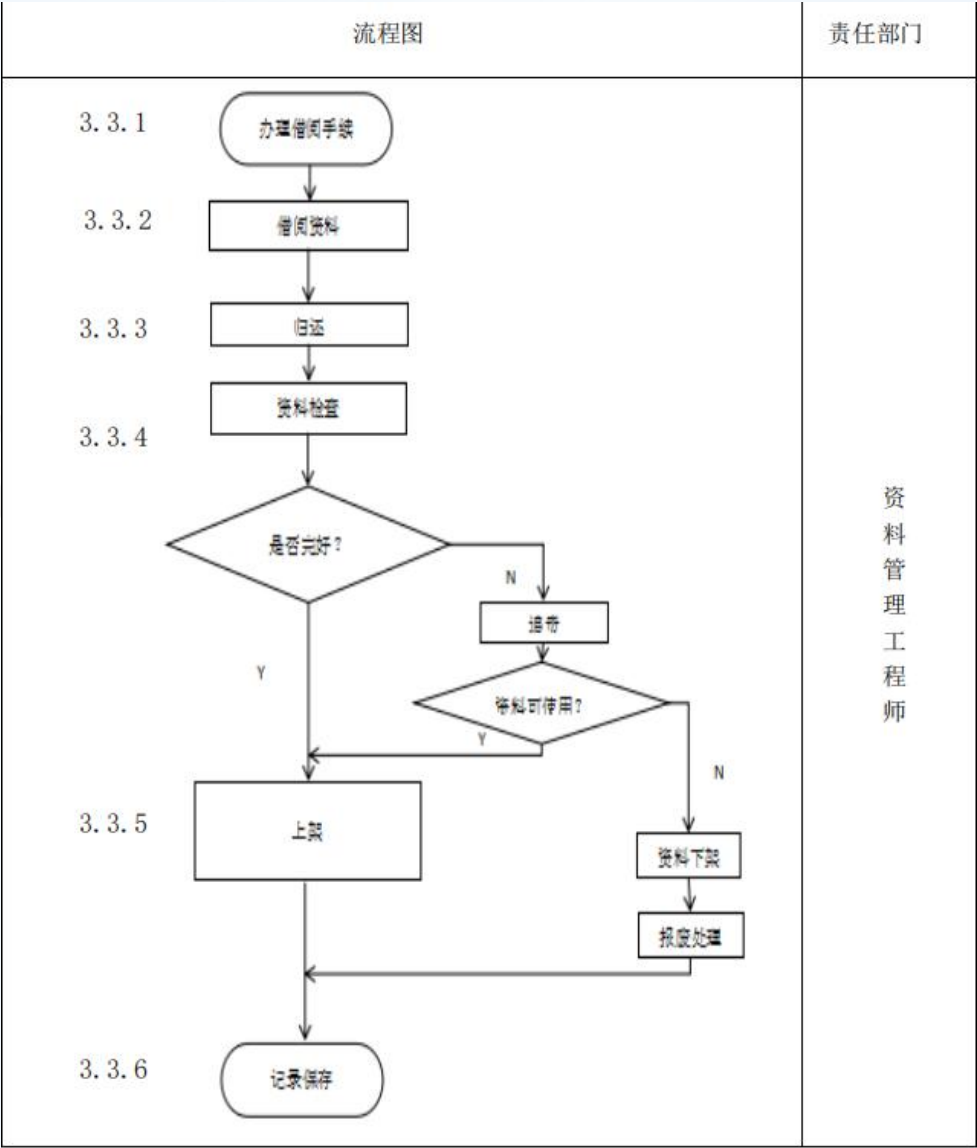 流程图
责任部门
3.3.1
办理借阅手续
3.3.2
借阅资料
3.3.3
归还
3.3.4
资料检查
是否完好?
N
追
Y
料可使用?
Y
N
3.3.5
上架
资料下架
报废处理
3.3.6
记录保存
资
料
管
理
工
程
师